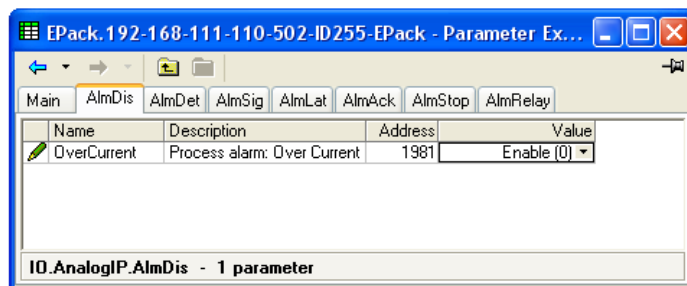 EPack.192-168-111-110-502-ID255-EPack - Parameter Ex...
Main AlmDis AlmDet AlmSig AlmLat AlmAck AlmStop AlmRelay
Name Description Address Value
OverCurrent Process alarm: Over Current 1981 Enable (0)
IO.AnalogIP.AlmDis - 1 parameter